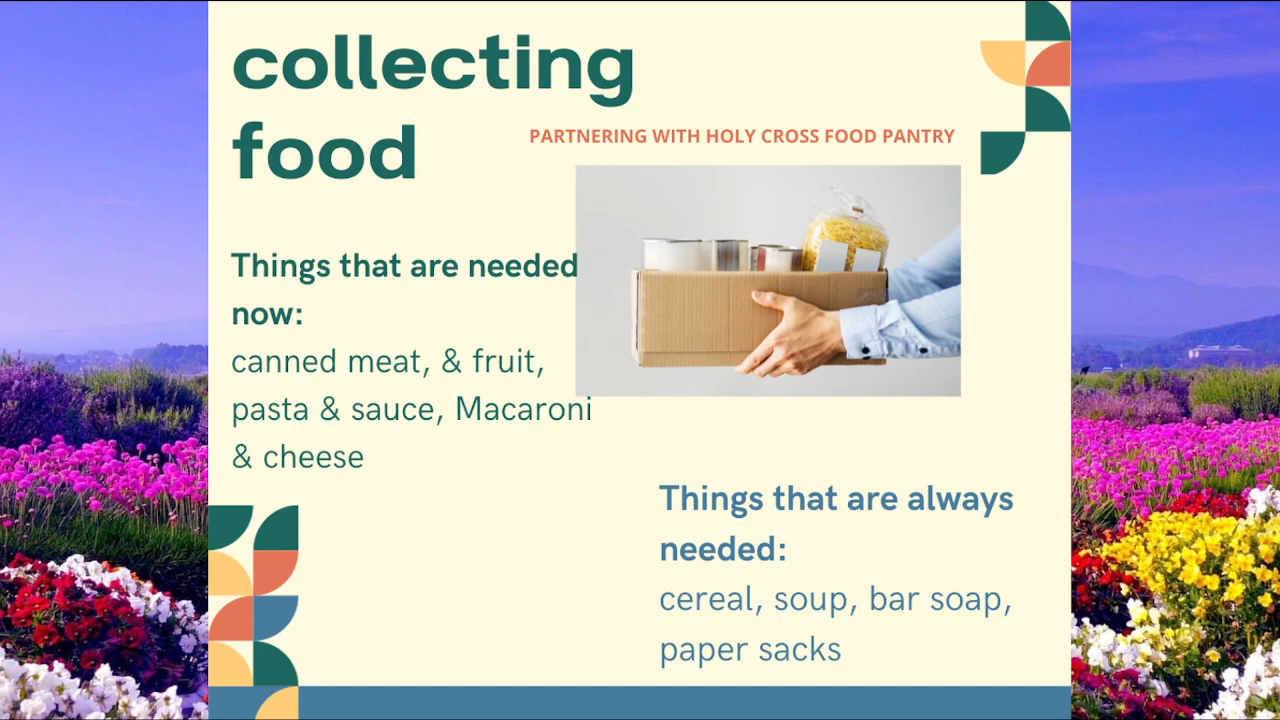 collecting
food
PARTNERING WITH HOLY CROSS FOOD PANTRY
Things that are needed
now:
canned meat, & fruit,
pasta & sauce, Macaroni
& cheese
Things that are always
needed:
cereal, soup, bar soap,
paper sacks